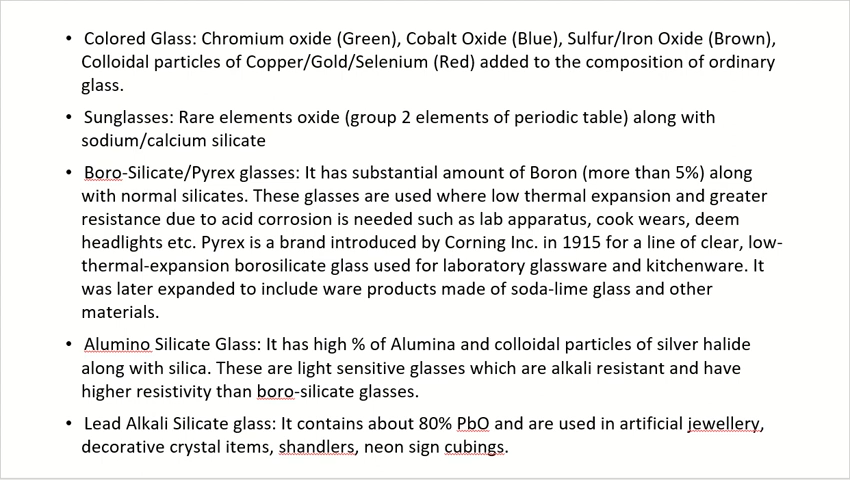 • Colored Glass: Chromium oxide (Green), Cobalt Oxide (Blue), Sulfur/Iron Oxide (Brown),
Colloidal particles of Copper/Gold/Selenium (Red) added to the composition of ordinary
glass.
• Sunglasses: Rare elements oxide (group 2 elements of periodic table) along with
sodium/calcium silicate
• Boro-Silicate/Pyrex glasses: It has substantial amount of Boron (more than 5%) along
with normal silicates. These glasses are used where low thermal expansion and greater
resistance due to acid corrosion is needed such as lab apparatus, cook wears, deem
headlights etc. Pyrex is a brand introduced by Corning Inc. in 1915 for a line of clear, low-
thermal-expansion borosilicate glass used for laboratory glassware and kitchenware. It
was later expanded to include ware products made of soda-lime glass and other
materials.
• Alumino Silicate Glass: It has high % of Alumina and colloidal particles of silver halide
along with silica. These are light sensitive glasses which are alkali resistant and have
higher resistivity than boro-silicate glasses.
• Lead Alkali Silicate glass: It contains about 80% PbO and are used in artificial jewellery,
decorative crystal items, shandlers, neon sign cubings.